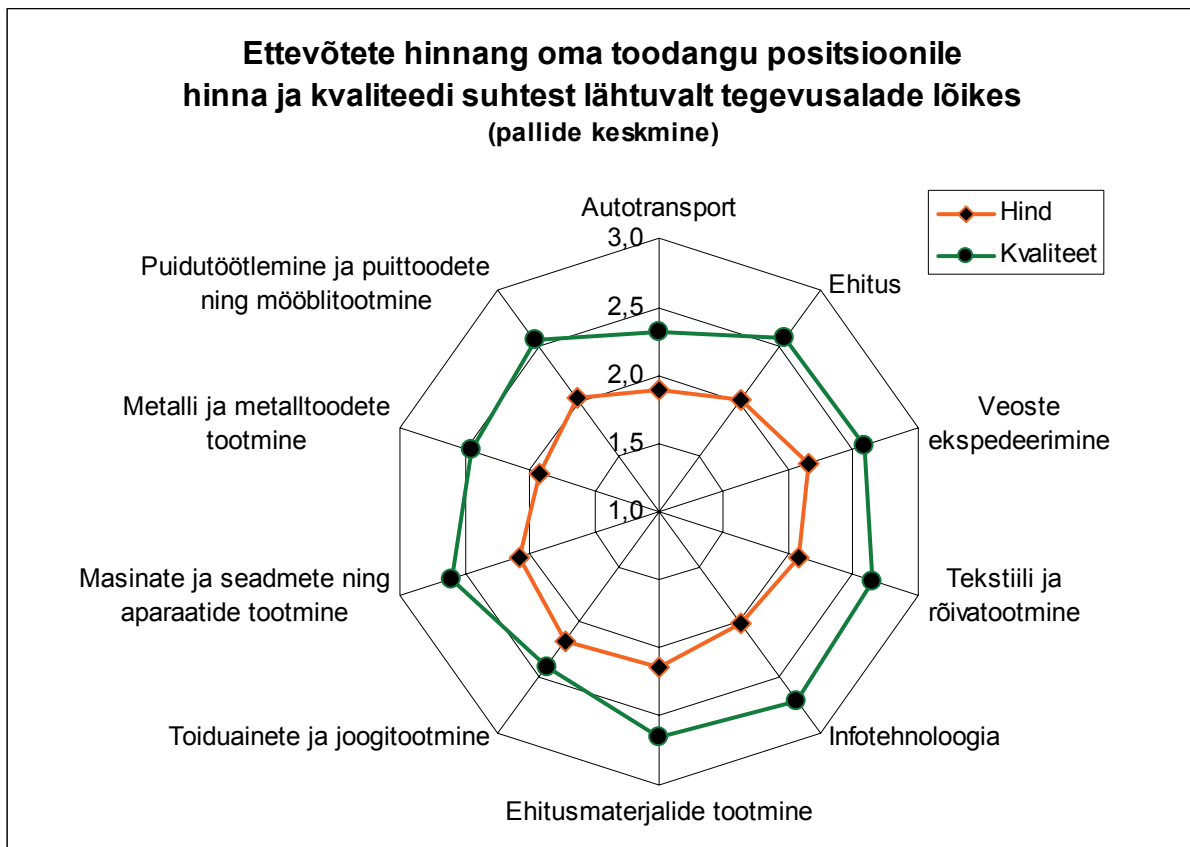 Ettevõtete hinnang oma toodangu positsioonile
hinna ja kvaliteedi suhtest lähtuvalt tegevusalade lõikes
(pallide keskmine)
Hind
Kvaliteet
Autotransport
3,0
2,5
2,0
1,5
1,0
Ehitus
Veoste
ekspedeerimine
Tekstiili ja
rõivatootmine
Infotehnoloogia
Ehitusmaterjalide tootmine
Toiduainete ja joogitootmine
Masinate ja seadmete ning
aparaatide tootmine
Metalli ja metalltoodete
tootmine
Puidutöötlemine ja puittoodete
ning mööblitootmine